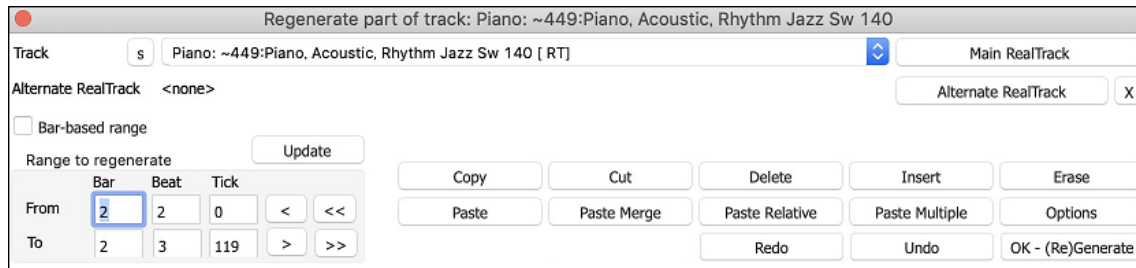 Regenerate part of track: Piano: ~449:Piano, Acoustic, Rhythm Jazz Sw 140
Track s Piano: ~449:Piano, Acoustic, Rhythm Jazz Sw 140 [ RT] Main RealTrack
Alternate RealTrack <none> Alternate RealTrack X
Bar-based range
Range to regenerate Update
Bar Beat Tick Copy Cut Delete Insert Erase
From 2 2 0 < << Paste Paste Merge Paste Relative Paste Multiple Options
To 2 3 119 > >> Redo Undo OK - (Re)Generate